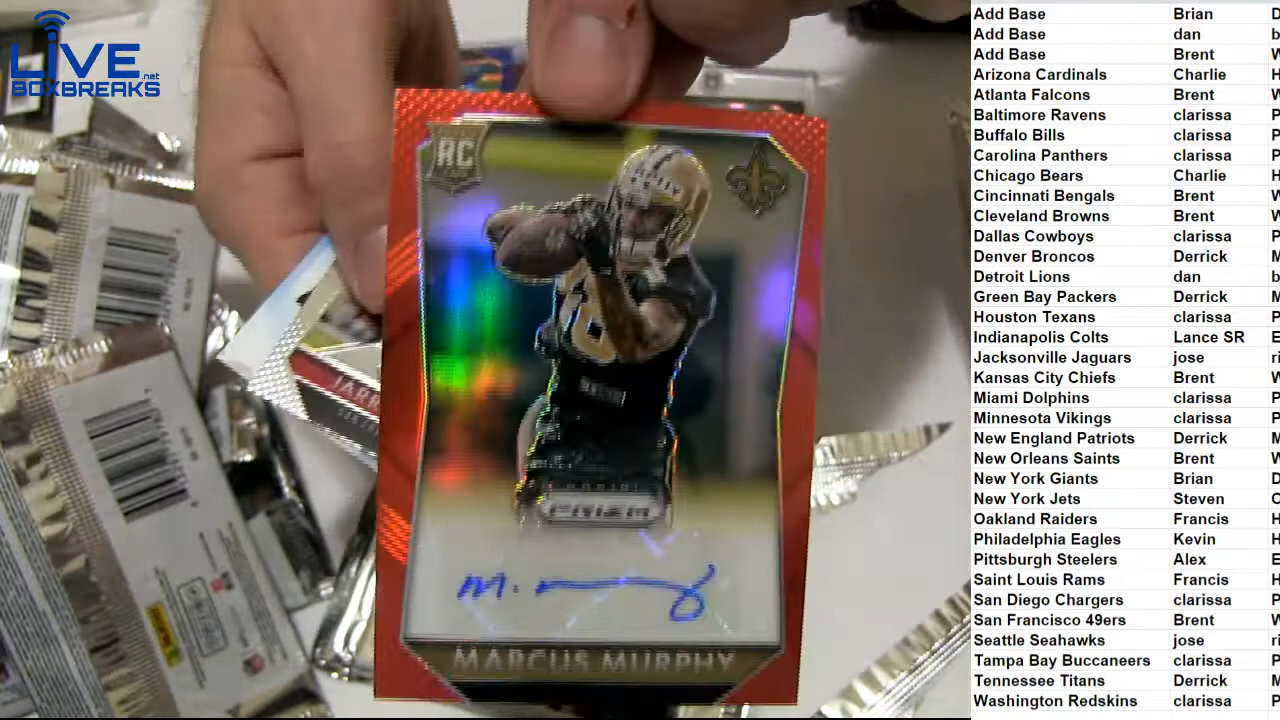 LiVE
.net
BOXBREAKS
RC
PANINI
PRIZM
M. Murphy
MARCUS MURPHY
JARR
Add Base Brian D
Add Base dan b
Add Base Brent W
Arizona Cardinals Charlie H
Atlanta Falcons Brent W
Baltimore Ravens clarissa P
Buffalo Bills clarissa P
Carolina Panthers clarissa P
Chicago Bears Charlie H
Cincinnati Bengals Brent W
Cleveland Browns Brent W
Dallas Cowboys clarissa P
Denver Broncos Derrick M
Detroit Lions dan b
Green Bay Packers Derrick M
Houston Texans clarissa P
Indianapolis Colts Lance SR E
Jacksonville Jaguars jose ri
Kansas City Chiefs Brent W
Miami Dolphins clarissa P
Minnesota Vikings clarissa P
New England Patriots Derrick M
New Orleans Saints Brent W
New York Giants Brian D
New York Jets Steven C
Oakland Raiders Francis H
Philadelphia Eagles Kevin H
Pittsburgh Steelers Alex E
Saint Louis Rams Francis H
San Diego Chargers clarissa P
San Francisco 49ers Brent W
Seattle Seahawks jose ri
Tampa Bay Buccaneers clarissa P
Tennessee Titans Derrick M
Washington Redskins clarissa P